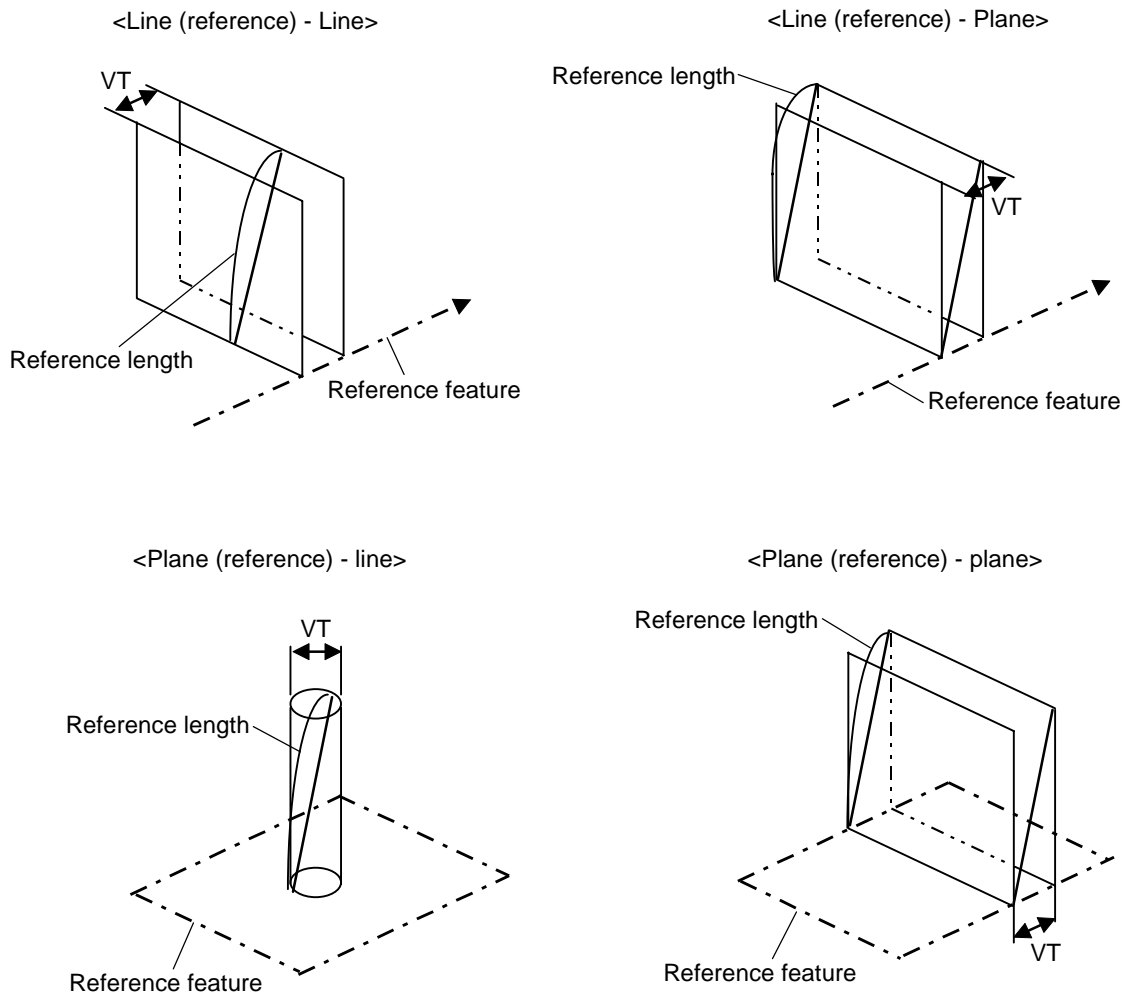 <Line (reference) - Line>
VT
Reference length
Reference feature
<Line (reference) - Plane>
Reference length
VT
Reference feature
<Plane (reference) - line>
VT
Reference length
Reference feature
<Plane (reference) - plane>
Reference length
VT
Reference feature